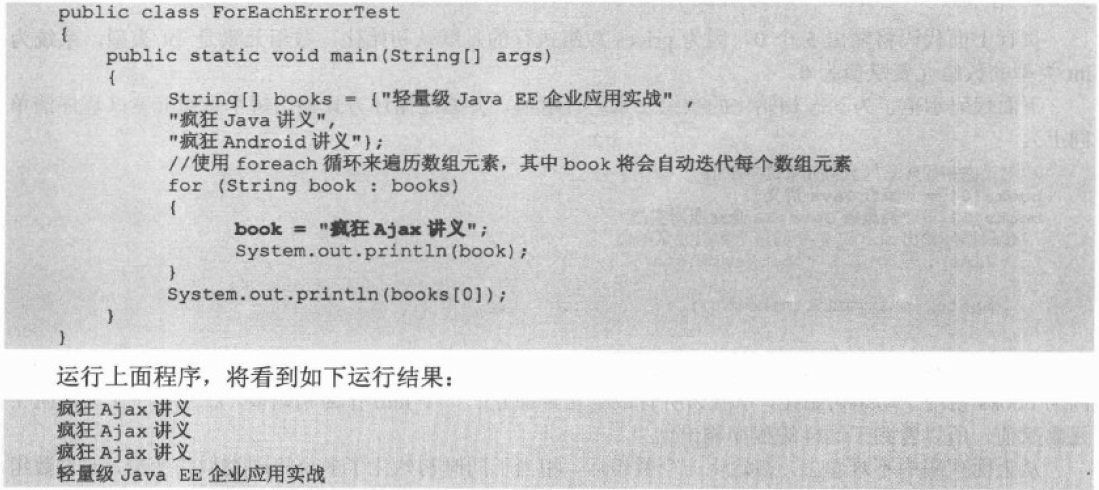 public class ForEachErrorTest
{
public static void main(String[] args)
{
String[] books = {"轻量级 Java EE 企业应用实战" ,
"疯狂 Java 讲义",
"疯狂 Android 讲义"};
//使用 foreach 循环来遍历数组元素，其中 book 将会自动迭代每个数组元素
for (String book : books)
{
book = "疯狂 Ajax 讲义";
System.out.println(book);
}
System.out.println(books[0]);
}
}
运行上面程序，将看到如下运行结果：
疯狂 Ajax 讲义
疯狂 Ajax 讲义
疯狂 Ajax 讲义
轻量级 Java EE 企业应用实战